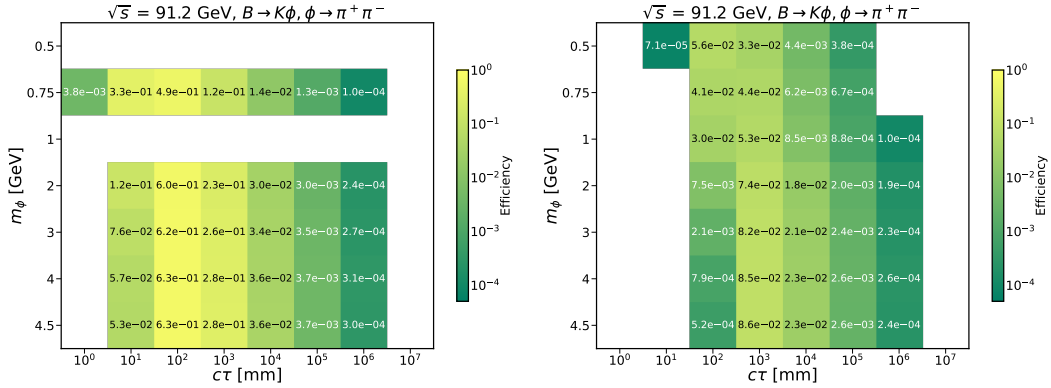 √s = 91.2 GeV, B→Kϕ, ϕ→π⁺π⁻
0.5
0.75 3.8e−03 3.3e−01 4.9e−01 1.2e−01 1.4e−02 1.3e−03 1.0e−04
1
2 1.2e−01 6.0e−01 2.3e−01 3.0e−02 3.0e−03 2.4e−04
3 7.6e−02 6.2e−01 2.6e−01 3.4e−02 3.5e−03 2.7e−04
4 5.7e−02 6.3e−01 2.8e−01 3.6e−02 3.7e−03 3.1e−04
4.5 5.3e−02 6.3e−01 2.8e−01 3.6e−02 3.7e−03 3.0e−04
10⁰ 10¹ 10² 10³ 10⁴ 10⁵ 10⁶ 10⁷
cτ [mm]
m_ϕ [GeV]
10⁰
10⁻¹
10⁻²
10⁻³
10⁻⁴
Efficiency
√s = 91.2 GeV, B→Kϕ, ϕ→π⁺π⁻
0.5 7.1e−05 5.6e−02 3.3e−02 4.4e−03 3.8e−04
0.75 4.1e−02 4.4e−02 6.2e−03 6.7e−04
1 3.0e−02 5.3e−02 8.5e−03 8.8e−04 1.0e−04
2 7.5e−03 7.4e−02 1.8e−02 2.0e−03 1.9e−04
3 2.1e−03 8.2e−02 2.1e−02 2.4e−03 2.3e−04
4 7.9e−04 8.5e−02 2.3e−02 2.6e−03 2.6e−04
4.5 5.2e−04 8.6e−02 2.3e−02 2.6e−03 2.4e−04
10⁰ 10¹ 10² 10³ 10⁴ 10⁵ 10⁶ 10⁷
cτ [mm]
m_ϕ [GeV]
10⁰
10⁻¹
10⁻²
10⁻³
10⁻⁴
Efficiency